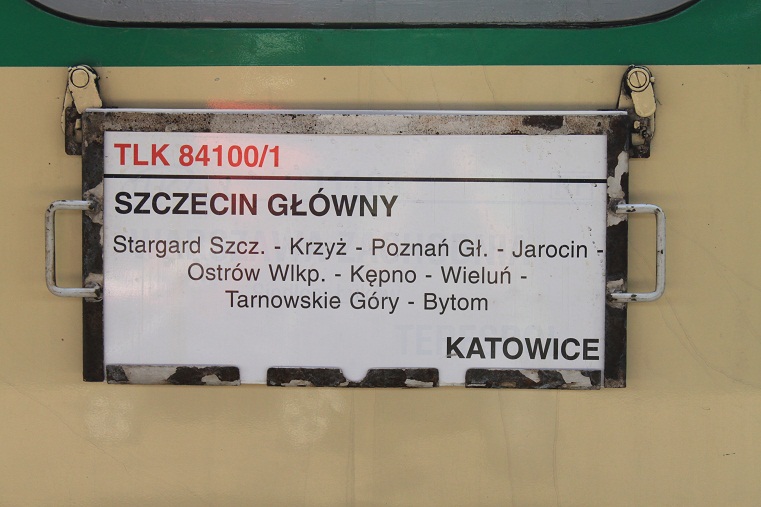 TLK 84100/1
SZCZECIN GŁÓWNY
Stargard Szcz. - Krzyż - Poznań Gł. - Jarocin -
Ostrów Wlkp. - Kępno - Wieluń -
Tarnowskie Góry - Bytom
KATOWICE